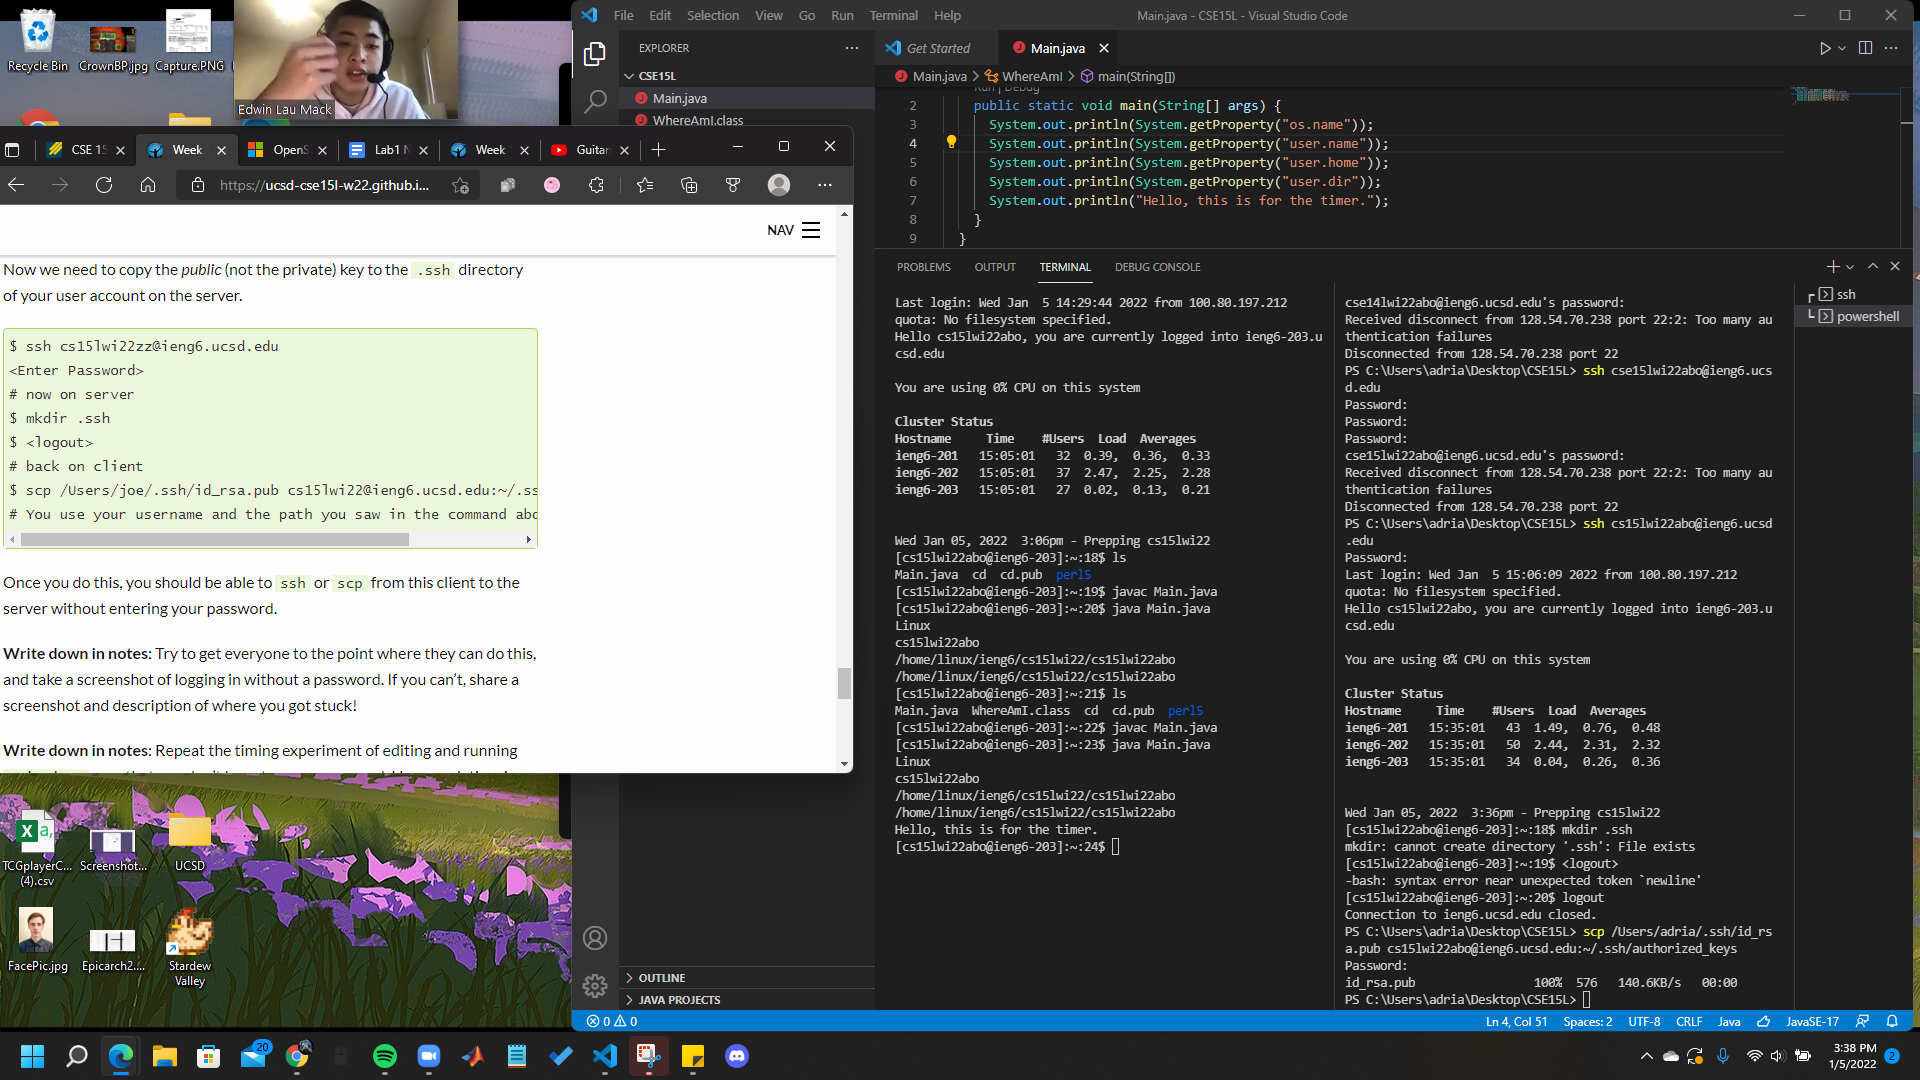 Recycle Bin
CrownBP.jpg
Capture.PNG
Edwin Lau Mack
CSE 15
Week
OpenS
Lab1 N
Week
Guitar
https://ucsd-cse15l-w22.github.i...
NAV
Now we need to copy the public (not the private) key to the .ssh directory
of your user account on the server.
$ ssh cs15lwi22zz@ieng6.ucsd.edu
<Enter Password>
# now on server
$ mkdir .ssh
$ <logout>
# back on client
$ scp /Users/joe/.ssh/id_rsa.pub cs15lwi22@ieng6.ucsd.edu:~/.ss
# You use your username and the path you saw in the command abo
Once you do this, you should be able to ssh or scp from this client to the
server without entering your password.
Write down in notes: Try to get everyone to the point where they can do this,
and take a screenshot of logging in without a password. If you can't, share a
screenshot and description of where you got stuck!
Write down in notes: Repeat the timing experiment of editing and running
TCGplayerC...
(4).csv
Screenshot...
UCSD
FacePic.jpg
Epicarch2....
Stardew
Valley
File Edit Selection View Go Run Terminal Help
Main.java - CSE15L - Visual Studio Code
EXPLORER
CSE15L
Main.java
WhereAmI.class
OUTLINE
JAVA PROJECTS
Get Started
Main.java
Main.java > WhereAmI > main(String[])
Run | Debug
2 public static void main(String[] args) {
3 System.out.println(System.getProperty("os.name"));
4 System.out.println(System.getProperty("user.name"));
5 System.out.println(System.getProperty("user.home"));
6 System.out.println(System.getProperty("user.dir"));
7 System.out.println("Hello, this is for the timer.");
8 }
9 }
PROBLEMS OUTPUT TERMINAL DEBUG CONSOLE
Last login: Wed Jan  5 14:29:44 2022 from 100.80.197.212
quota: No filesystem specified.
Hello cs15lwi22abo, you are currently logged into ieng6-203.u
csd.edu
You are using 0% CPU on this system
Cluster Status
Hostname Time #Users Load Averages
ieng6-201 15:05:01 32 0.39, 0.36, 0.33
ieng6-202 15:05:01 37 2.47, 2.25, 2.28
ieng6-203 15:05:01 27 0.02, 0.13, 0.21
Wed Jan 05, 2022  3:06pm - Prepping cs15lwi22
[cs15lwi22abo@ieng6-203]:~:18$ ls
Main.java  cd  cd.pub  perl5
[cs15lwi22abo@ieng6-203]:~:19$ javac Main.java
[cs15lwi22abo@ieng6-203]:~:20$ java Main.java
Linux
cs15lwi22abo
/home/linux/ieng6/cs15lwi22/cs15lwi22abo
/home/linux/ieng6/cs15lwi22/cs15lwi22abo
[cs15lwi22abo@ieng6-203]:~:21$ ls
Main.java  WhereAmI.class  cd  cd.pub  perl5
[cs15lwi22abo@ieng6-203]:~:22$ javac Main.java
[cs15lwi22abo@ieng6-203]:~:23$ java Main.java
Linux
cs15lwi22abo
/home/linux/ieng6/cs15lwi22/cs15lwi22abo
/home/linux/ieng6/cs15lwi22/cs15lwi22abo
Hello, this is for the timer.
[cs15lwi22abo@ieng6-203]:~:24$
cse14lwi22abo@ieng6.ucsd.edu's password:
Received disconnect from 128.54.70.238 port 22:2: Too many au
thentication failures
Disconnected from 128.54.70.238 port 22
PS C:\Users\adria\Desktop\CSE15L> ssh cse15lwi22abo@ieng6.ucs
d.edu
Password:
Password:
Password:
cse15lwi22abo@ieng6.ucsd.edu's password:
Received disconnect from 128.54.70.238 port 22:2: Too many au
thentication failures
Disconnected from 128.54.70.238 port 22
PS C:\Users\adria\Desktop\CSE15L> ssh cs15lwi22abo@ieng6.ucsd
.edu
Password:
Last login: Wed Jan  5 15:06:09 2022 from 100.80.197.212
quota: No filesystem specified.
Hello cs15lwi22abo, you are currently logged into ieng6-203.u
csd.edu
You are using 0% CPU on this system
Cluster Status
Hostname Time #Users Load Averages
ieng6-201 15:35:01 43 1.49, 0.76, 0.48
ieng6-202 15:35:01 50 2.44, 2.31, 2.32
ieng6-203 15:35:01 34 0.04, 0.26, 0.36
Wed Jan 05, 2022  3:36pm - Prepping cs15lwi22
[cs15lwi22abo@ieng6-203]:~:18$ mkdir .ssh
mkdir: cannot create directory '.ssh': File exists
[cs15lwi22abo@ieng6-203]:~:19$ <logout>
-bash: syntax error near unexpected token `newline'
[cs15lwi22abo@ieng6-203]:~:20$ logout
Connection to ieng6.ucsd.edu closed.
PS C:\Users\adria\Desktop\CSE15L> scp /Users/adria/.ssh/id_rs
a.pub cs15lwi22abo@ieng6.ucsd.edu:~/.ssh/authorized_keys
Password:
id_rsa.pub 100% 576 140.6KB/s 00:00
PS C:\Users\adria\Desktop\CSE15L>
ssh
powershell
0 0
Ln 4, Col 51 Spaces: 2 UTF-8 CRLF Java JavaSE-17
20
3:38 PM
1/5/2022
2